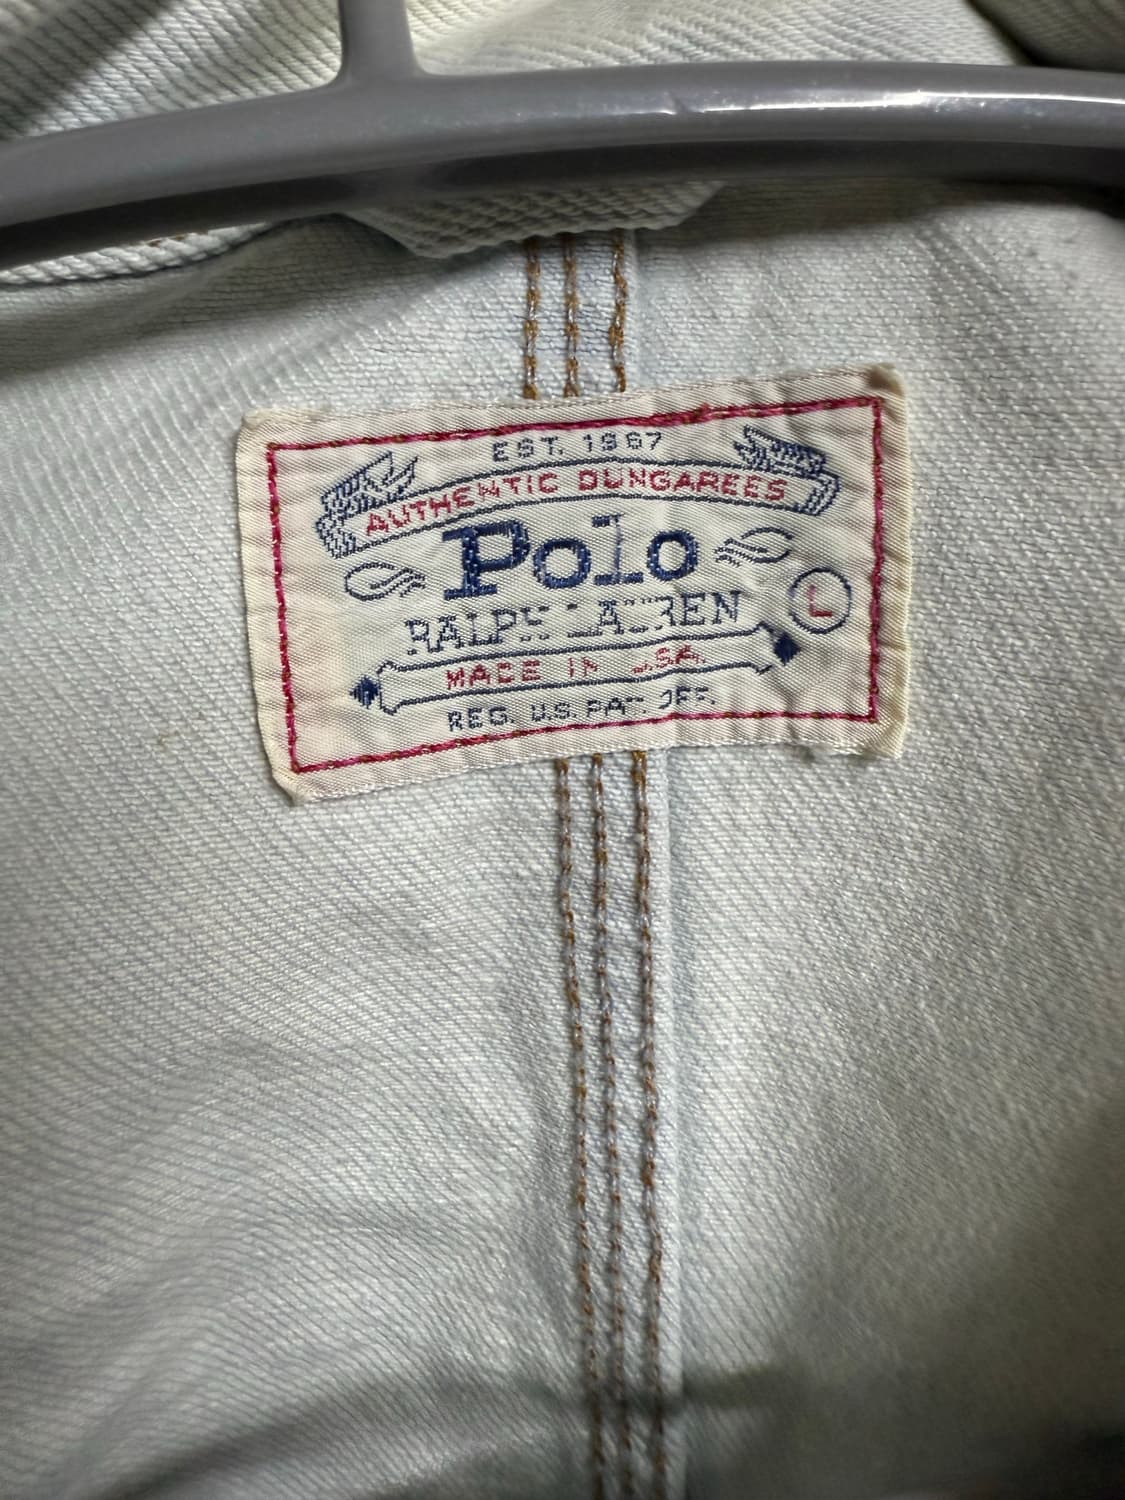 EST. 1967
AUTHENTIC DUNGAREES
Polo
RALPH LAUREN
L
MADE IN U.S.A.
REG. U.S. PAT. OFF.